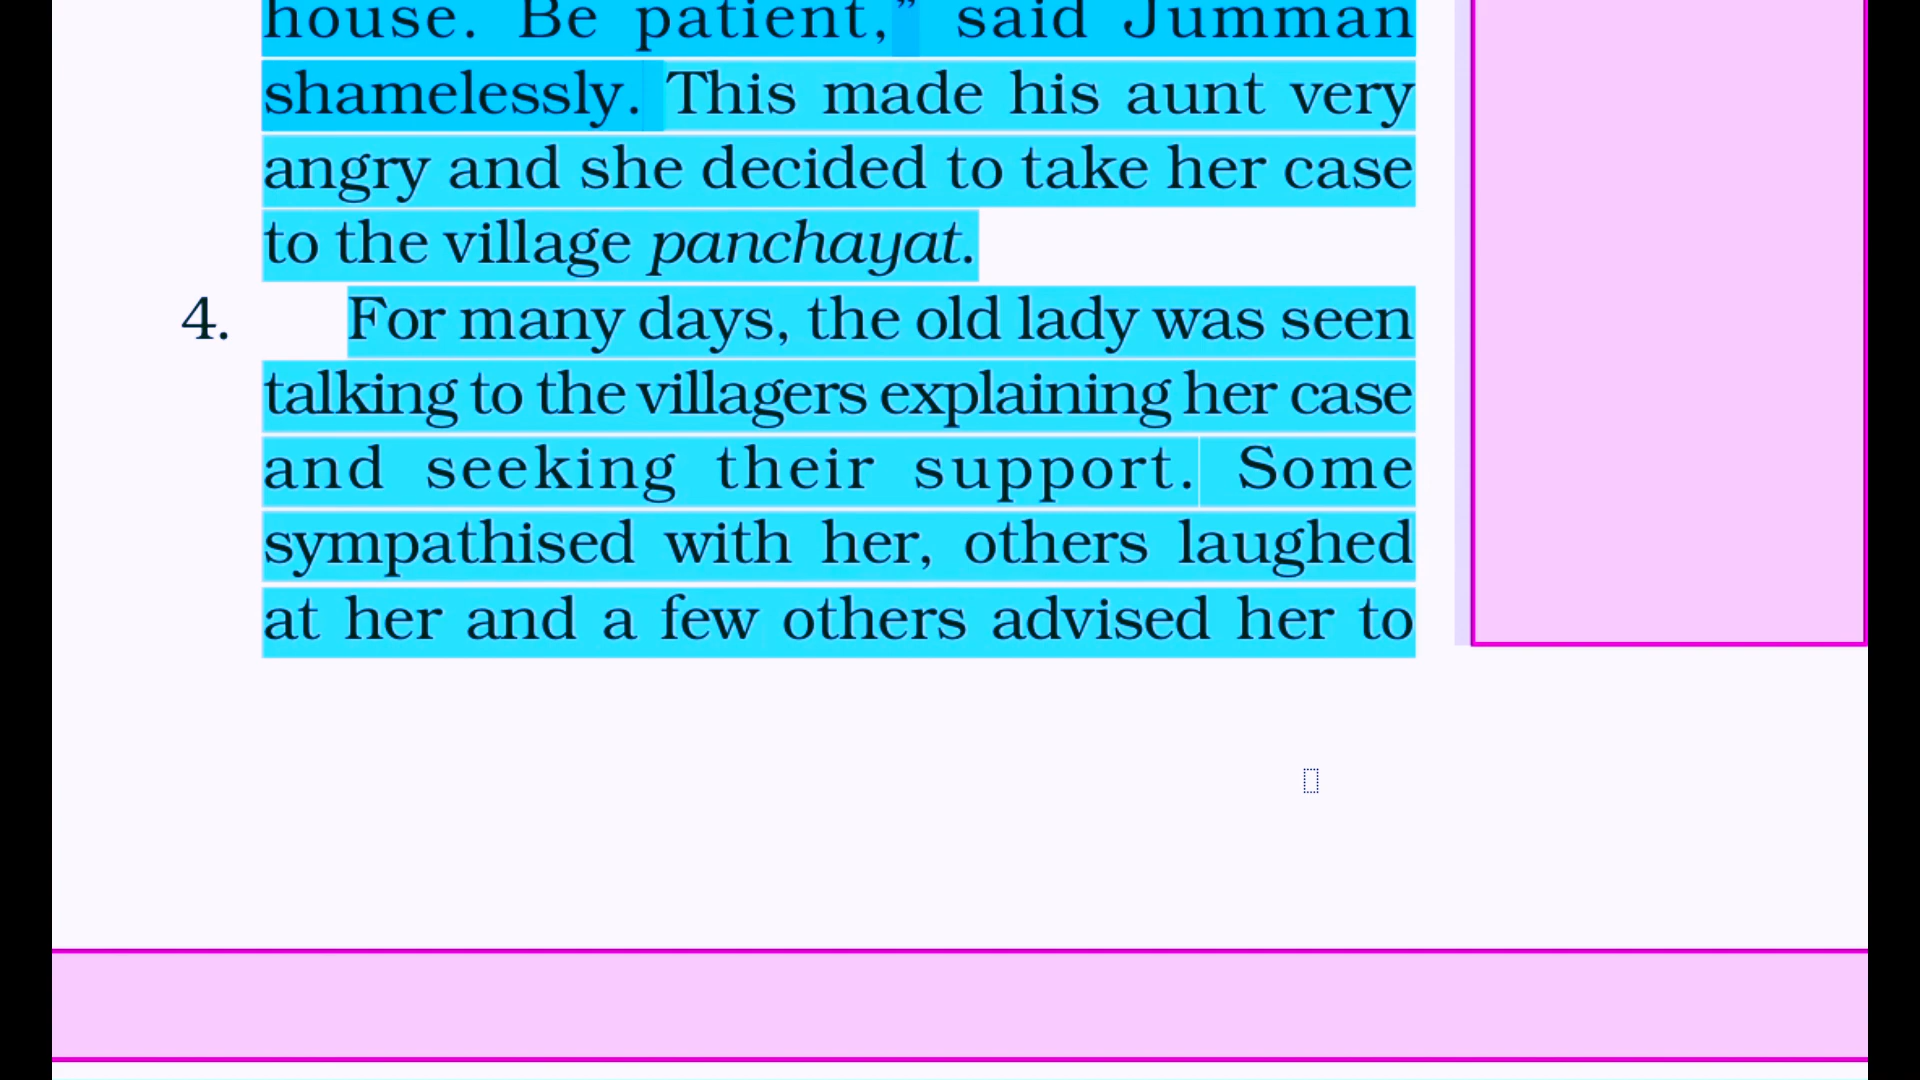 house. Be patient,” said Jumman
shamelessly. This made his aunt very
angry and she decided to take her case
to the village panchayat.
4. For many days, the old lady was seen
talking to the villagers explaining her case
and seeking their support. Some
sympathised with her, others laughed
at her and a few others advised her to